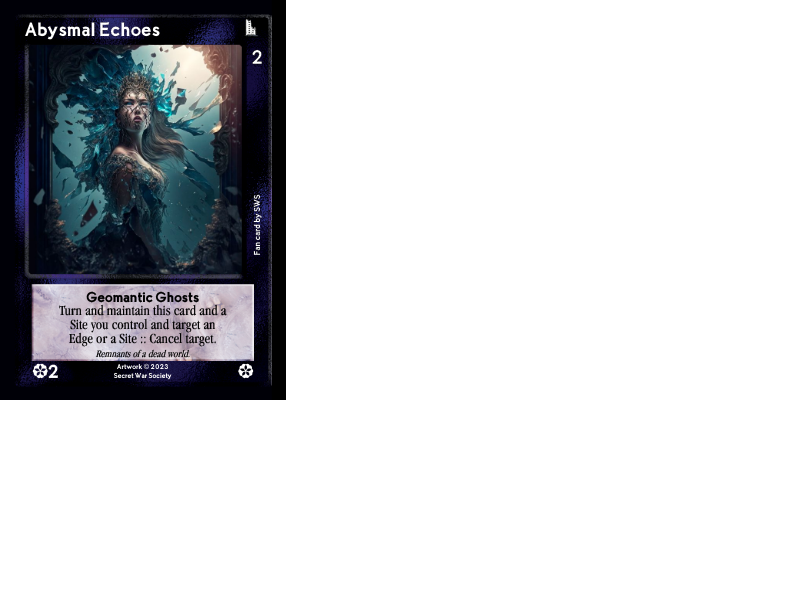 Abysmal Echoes
2
Fan card by SWS
Geomantic Ghosts
Turn and maintain this card and a
Site you control and target an
Edge or a Site :: Cancel target.
Remnants of a dead world.
2
Artwork © 2023
Secret War Society